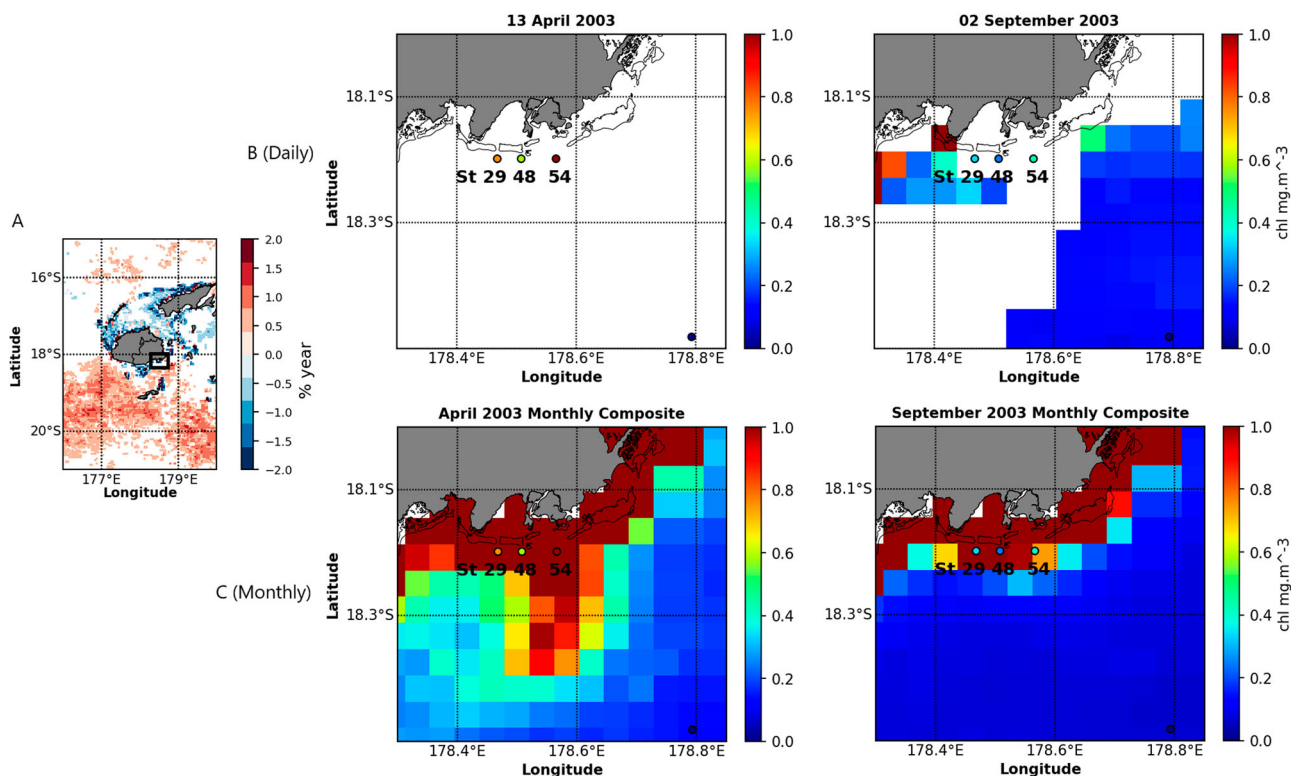 13 April 2003
02 September 2003
B (Daily)
Latitude
18.1°S
18.3°S
St 29 48 54
178.4°E
178.6°E
178.8°E
Longitude
1.0
0.8
0.6
0.4
0.2
0.0
Latitude
18.1°S
18.3°S
St 29 48 54
178.4°E
178.6°E
178.8°E
Longitude
1.0
0.8
0.6
0.4
0.2
0.0
chl mg.m^-3
A
Latitude
16°S
18°S
20°S
177°E
179°E
Longitude
2.0
1.5
1.0
0.5
0.0
−0.5
−1.0
−1.5
−2.0
% year
April 2003 Monthly Composite
September 2003 Monthly Composite
C (Monthly)
Latitude
18.1°S
18.3°S
St 29 48 54
178.4°E
178.6°E
178.8°E
Longitude
1.0
0.8
0.6
0.4
0.2
0.0
Latitude
18.1°S
18.3°S
St 29 48 54
178.4°E
178.6°E
178.8°E
Longitude
1.0
0.8
0.6
0.4
0.2
0.0
chl mg.m^-3